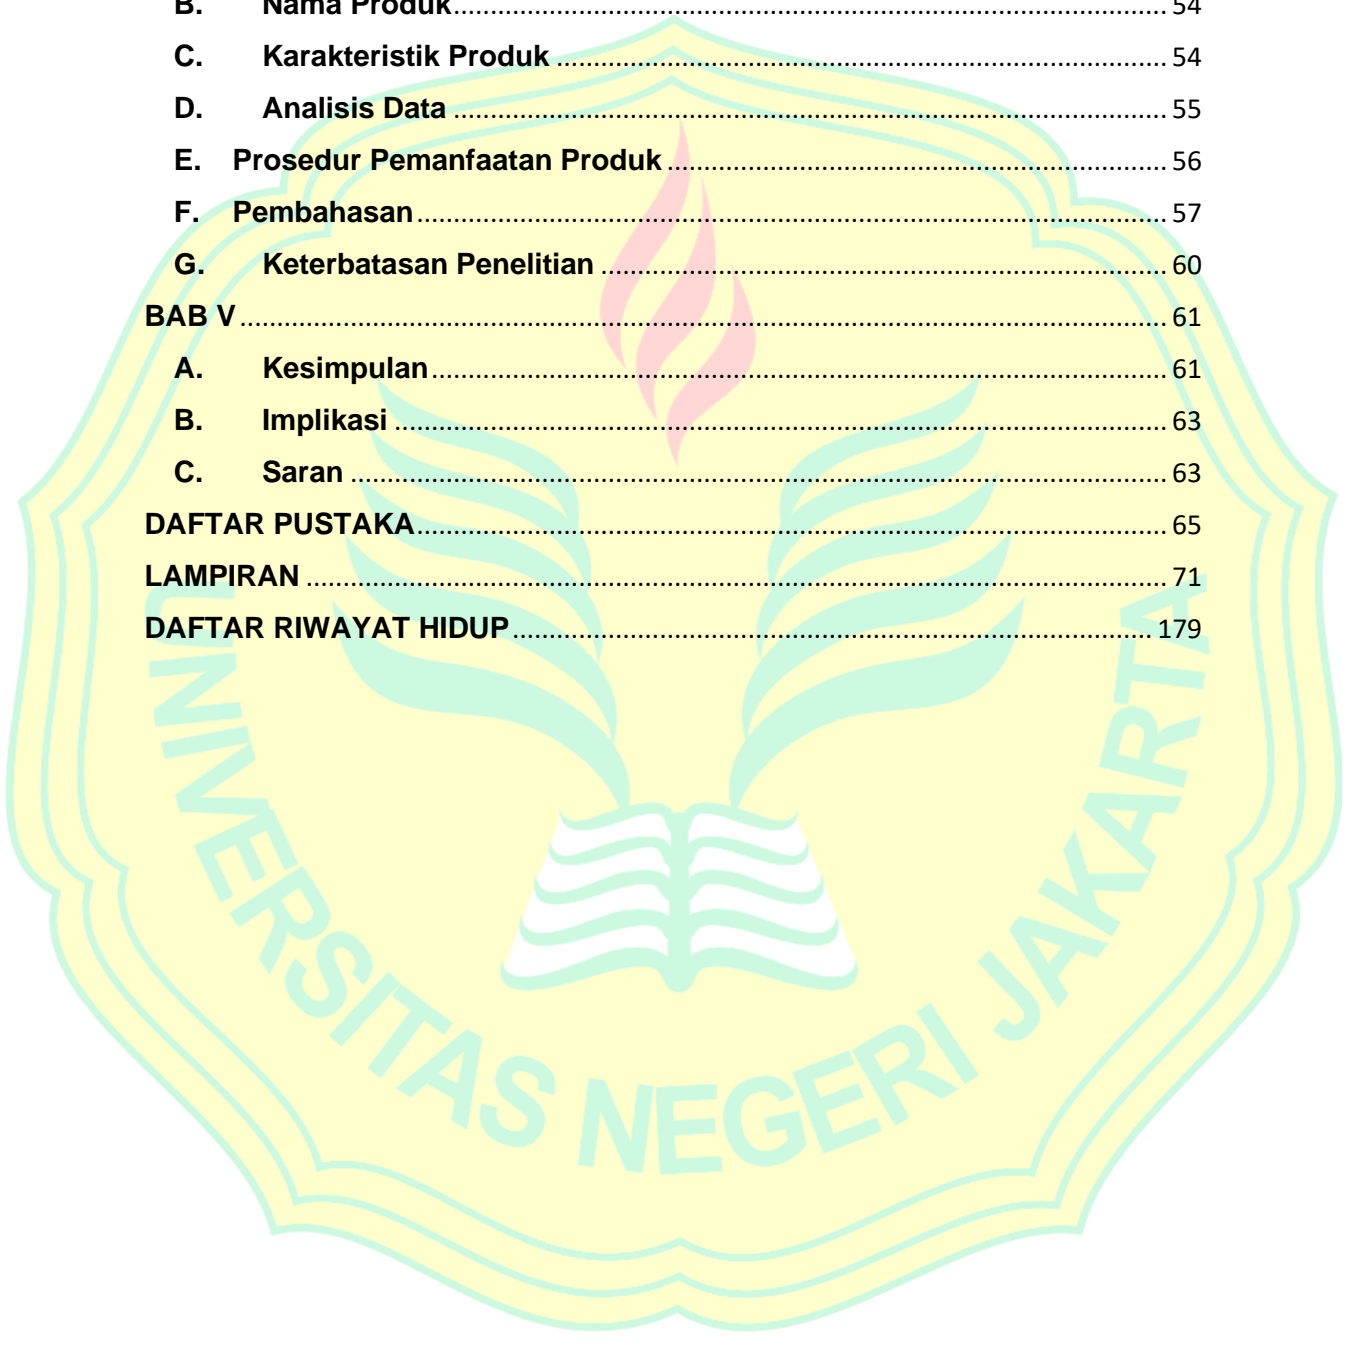 B. Nama Produk........ 54
C. Karakteristik Produk........ 54
D. Analisis Data........ 55
E. Prosedur Pemanfaatan Produk........ 56
F. Pembahasan........ 57
G. Keterbatasan Penelitian........ 60
BAB V........ 61
A. Kesimpulan........ 61
B. Implikasi........ 63
C. Saran........ 63
DAFTAR PUSTAKA........ 65
LAMPIRAN........ 71
DAFTAR RIWAYAT HIDUP........ 179
UNIVERSITAS NEGERI JAKARTA